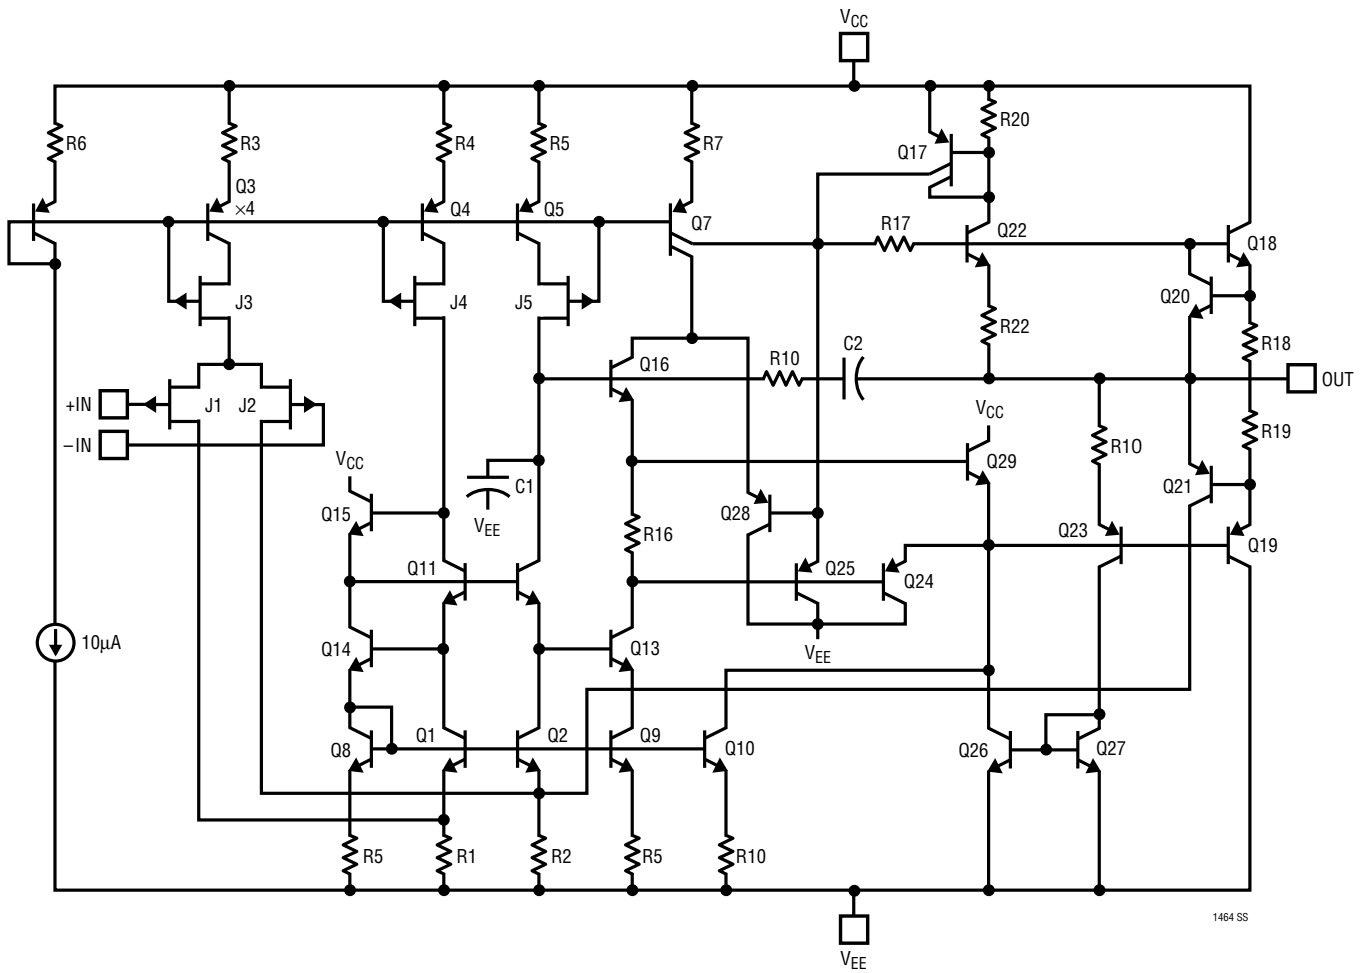 VCC
R6
R3
R4
R5
R7
R20
Q17
Q3
×4
Q4
Q5
Q7
R17
Q22
Q18
J3
J4
J5
Q20
R22
R18
Q16
R10
C2
OUT
+IN
J1
J2
–IN
VCC
R10
R19
VCC
Q29
C1
Q15
VEE
Q28
Q21
R16
Q23
Q11
Q25
Q24
Q19
10µA
Q14
Q13
VEE
Q8
Q1
Q2
Q9
Q10
Q26
Q27
R5
R1
R2
R5
R10
VEE
1464 SS